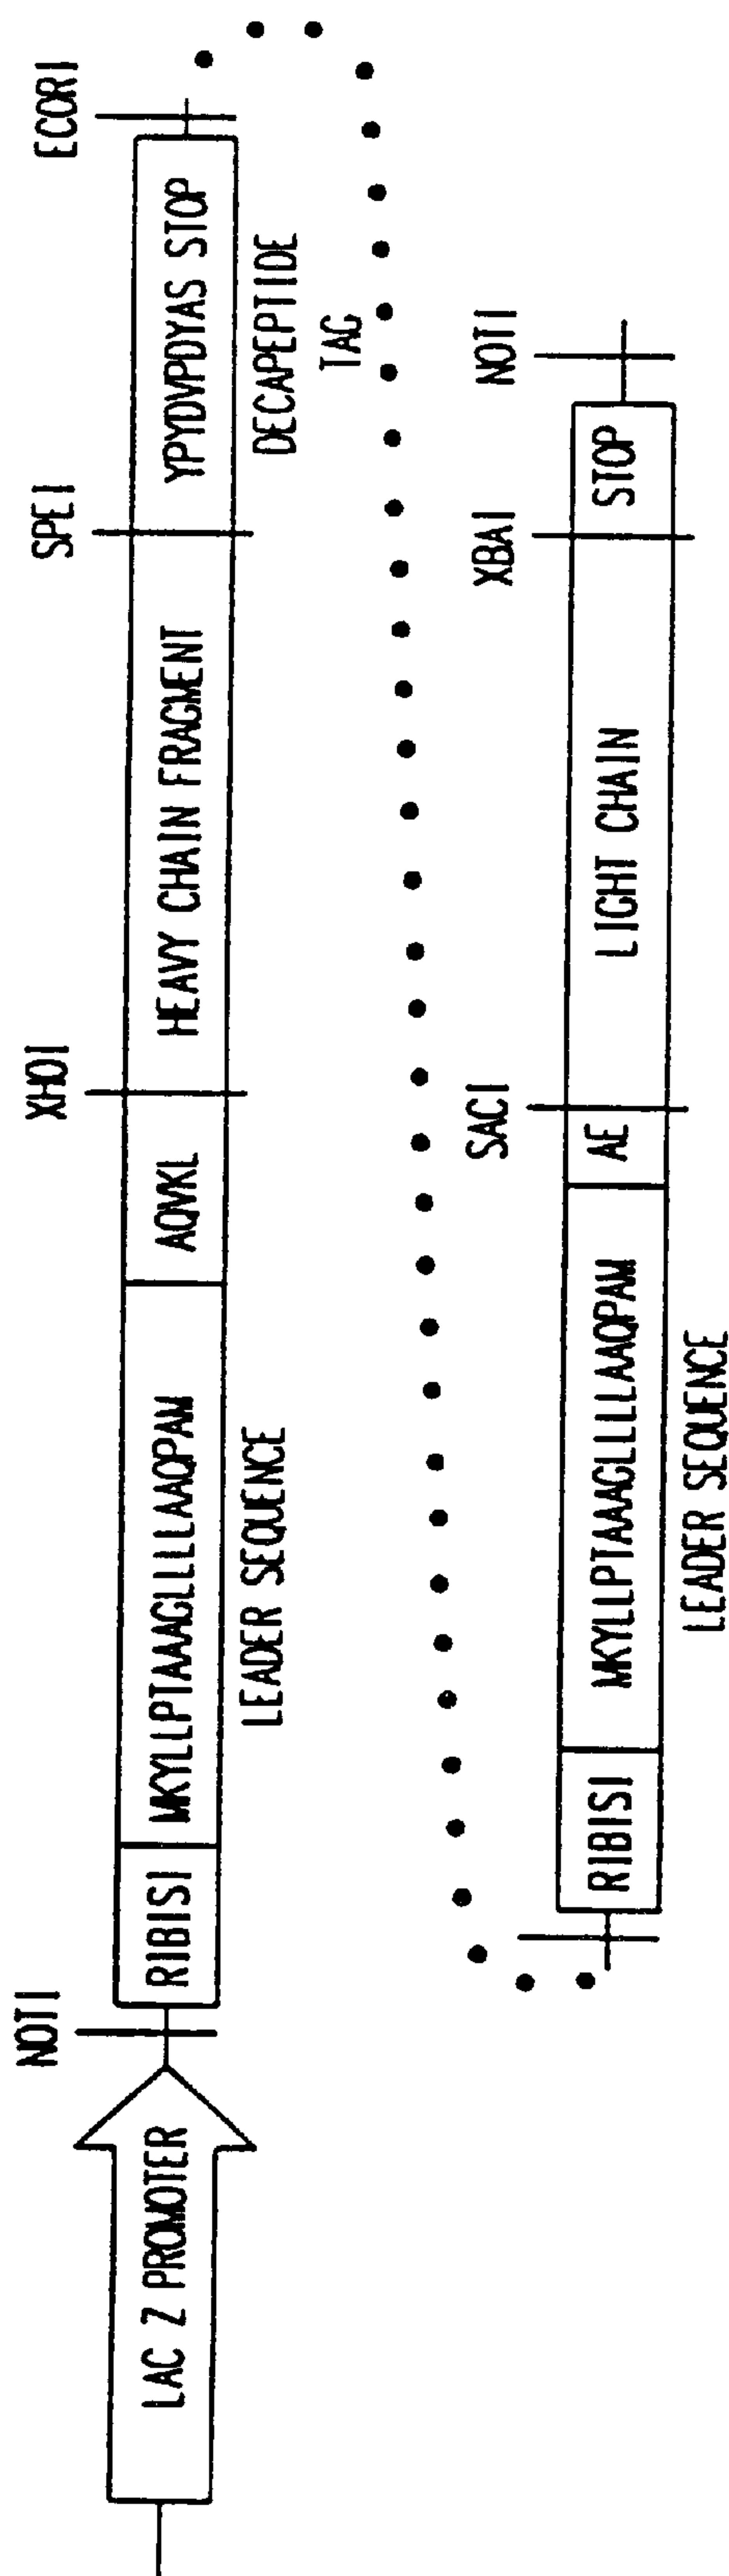 NOTI XHOI SPEI ECORI
LAC Z PROMOTER RIBISI MKYLLPTAAAGLLLLAAQPAM AQVKL HEAVY CHAIN FRAGMENT YPYDVPDYAS STOP
LEADER SEQUENCE DECAPEPTIDE
TAG
SACI XBAI NOTI
RIBISI MKYLLPTAAAGLLLLAAQPAM AE LIGHT CHAIN STOP
LEADER SEQUENCE